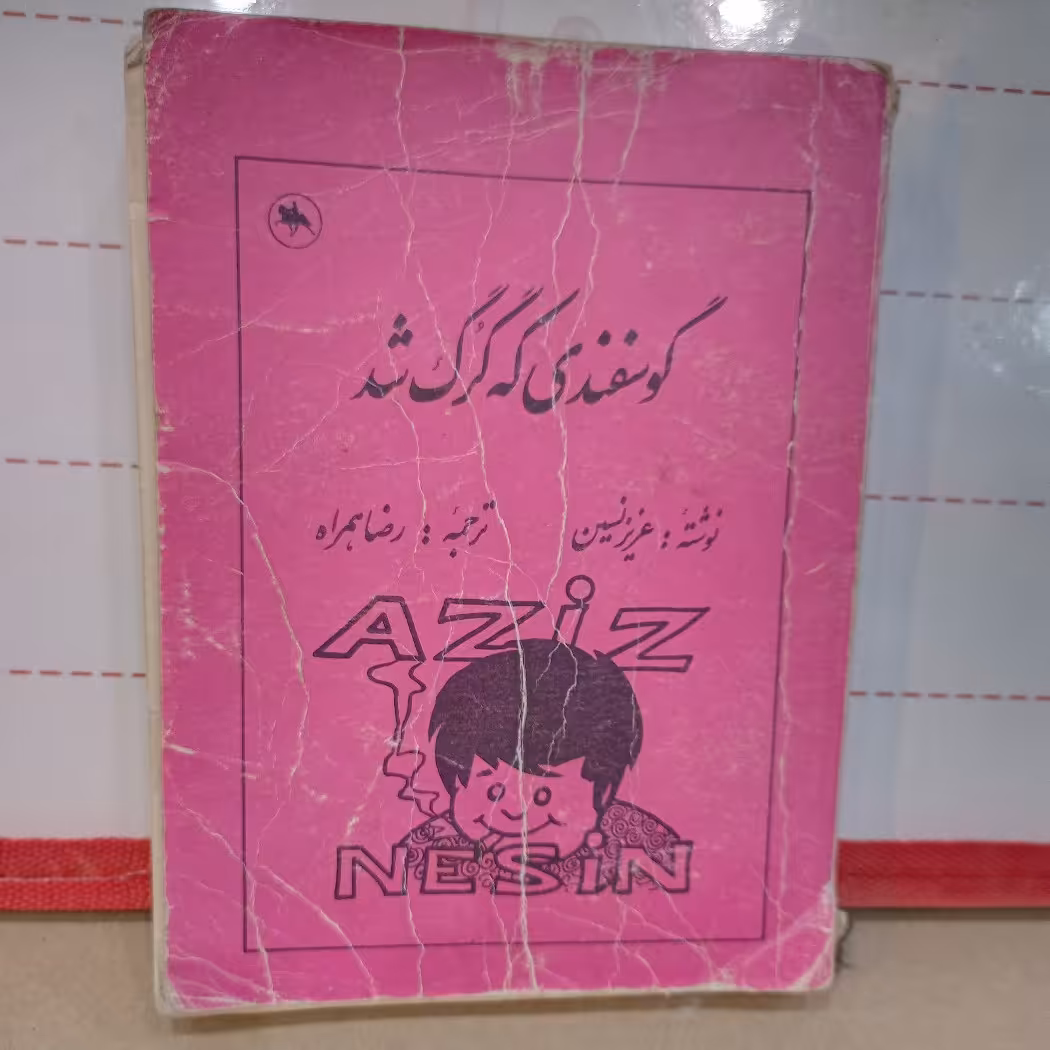 گوسفندی که گرگ شد
نوشتهٔ : عزیز نسین ترجمهٔ : رضا همراه
AZiZ
NESiN